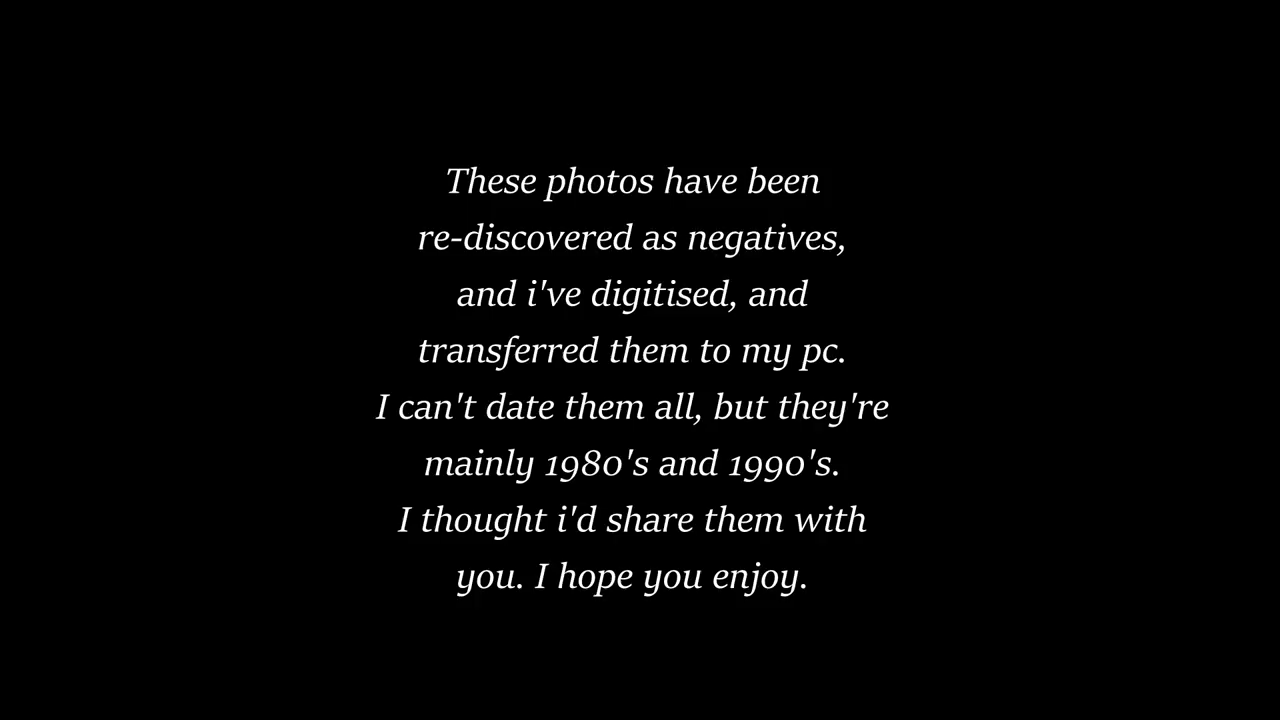 These photos have been
re-discovered as negatives,
and i've digitised, and
transferred them to my pc.
I can't date them all, but they're
mainly 1980's and 1990's.
I thought i'd share them with
you. I hope you enjoy.